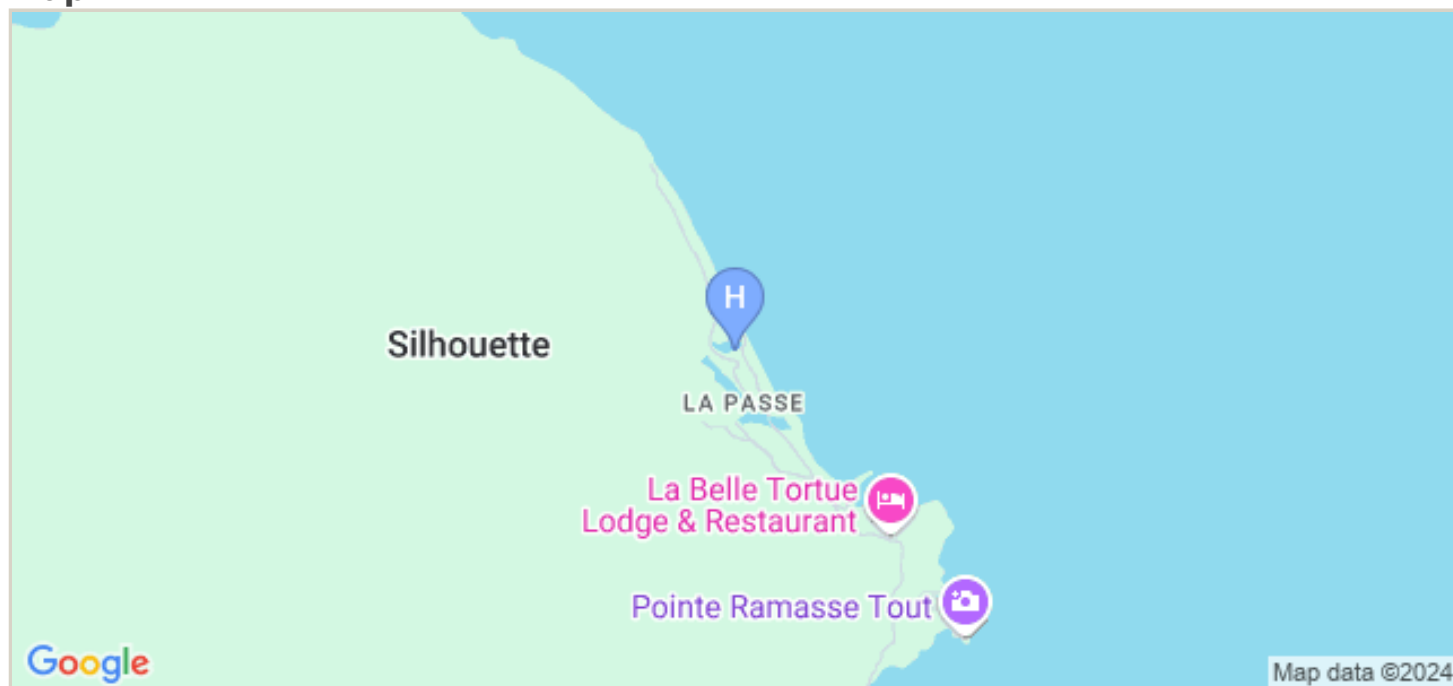 H
Silhouette
LA PASSE
La Belle Tortue
Lodge & Restaurant
Pointe Ramasse Tout
Google
Map data ©2024